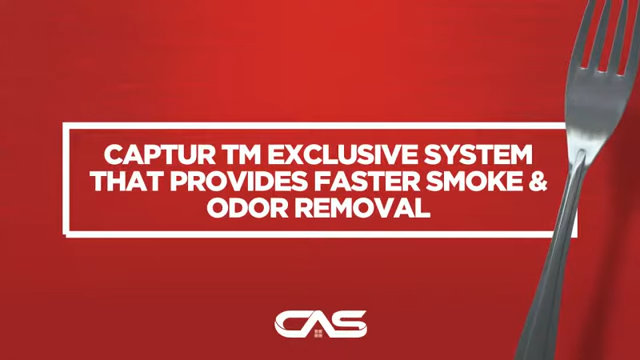 CAPTUR TM EXCLUSIVE SYSTEM
THAT PROVIDES FASTER SMOKE &
ODOR REMOVAL
CAS